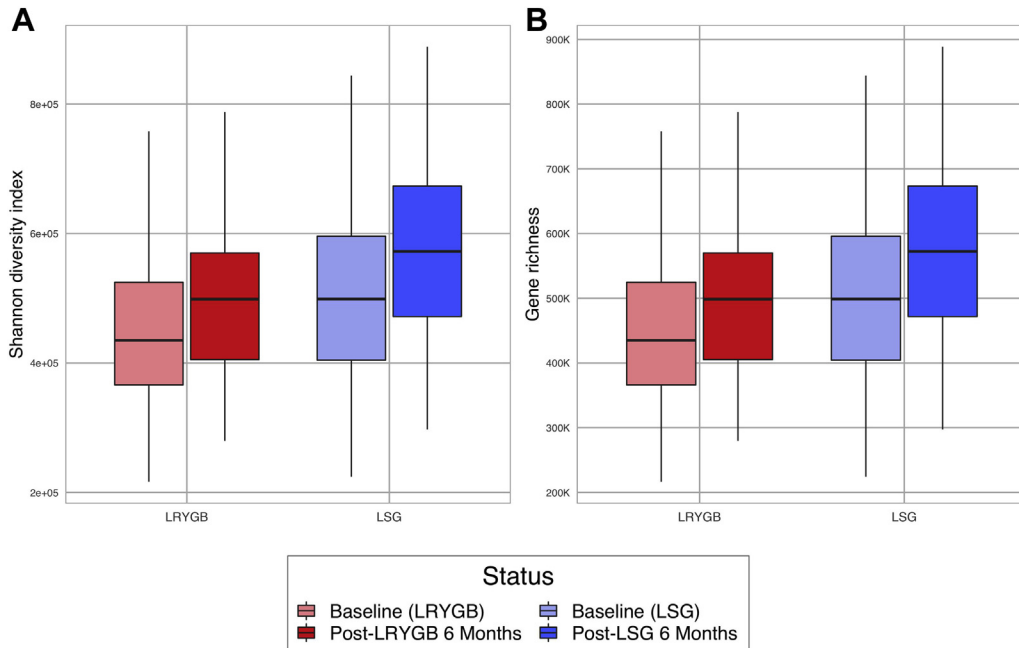 A
Shannon diversity index
8e+05
6e+05
4e+05
2e+05
LRYGB
LSG
B
Gene richness
900K
800K
700K
600K
500K
400K
300K
200K
LRYGB
LSG
Status
Baseline (LRYGB)
Baseline (LSG)
Post-LRYGB 6 Months
Post-LSG 6 Months